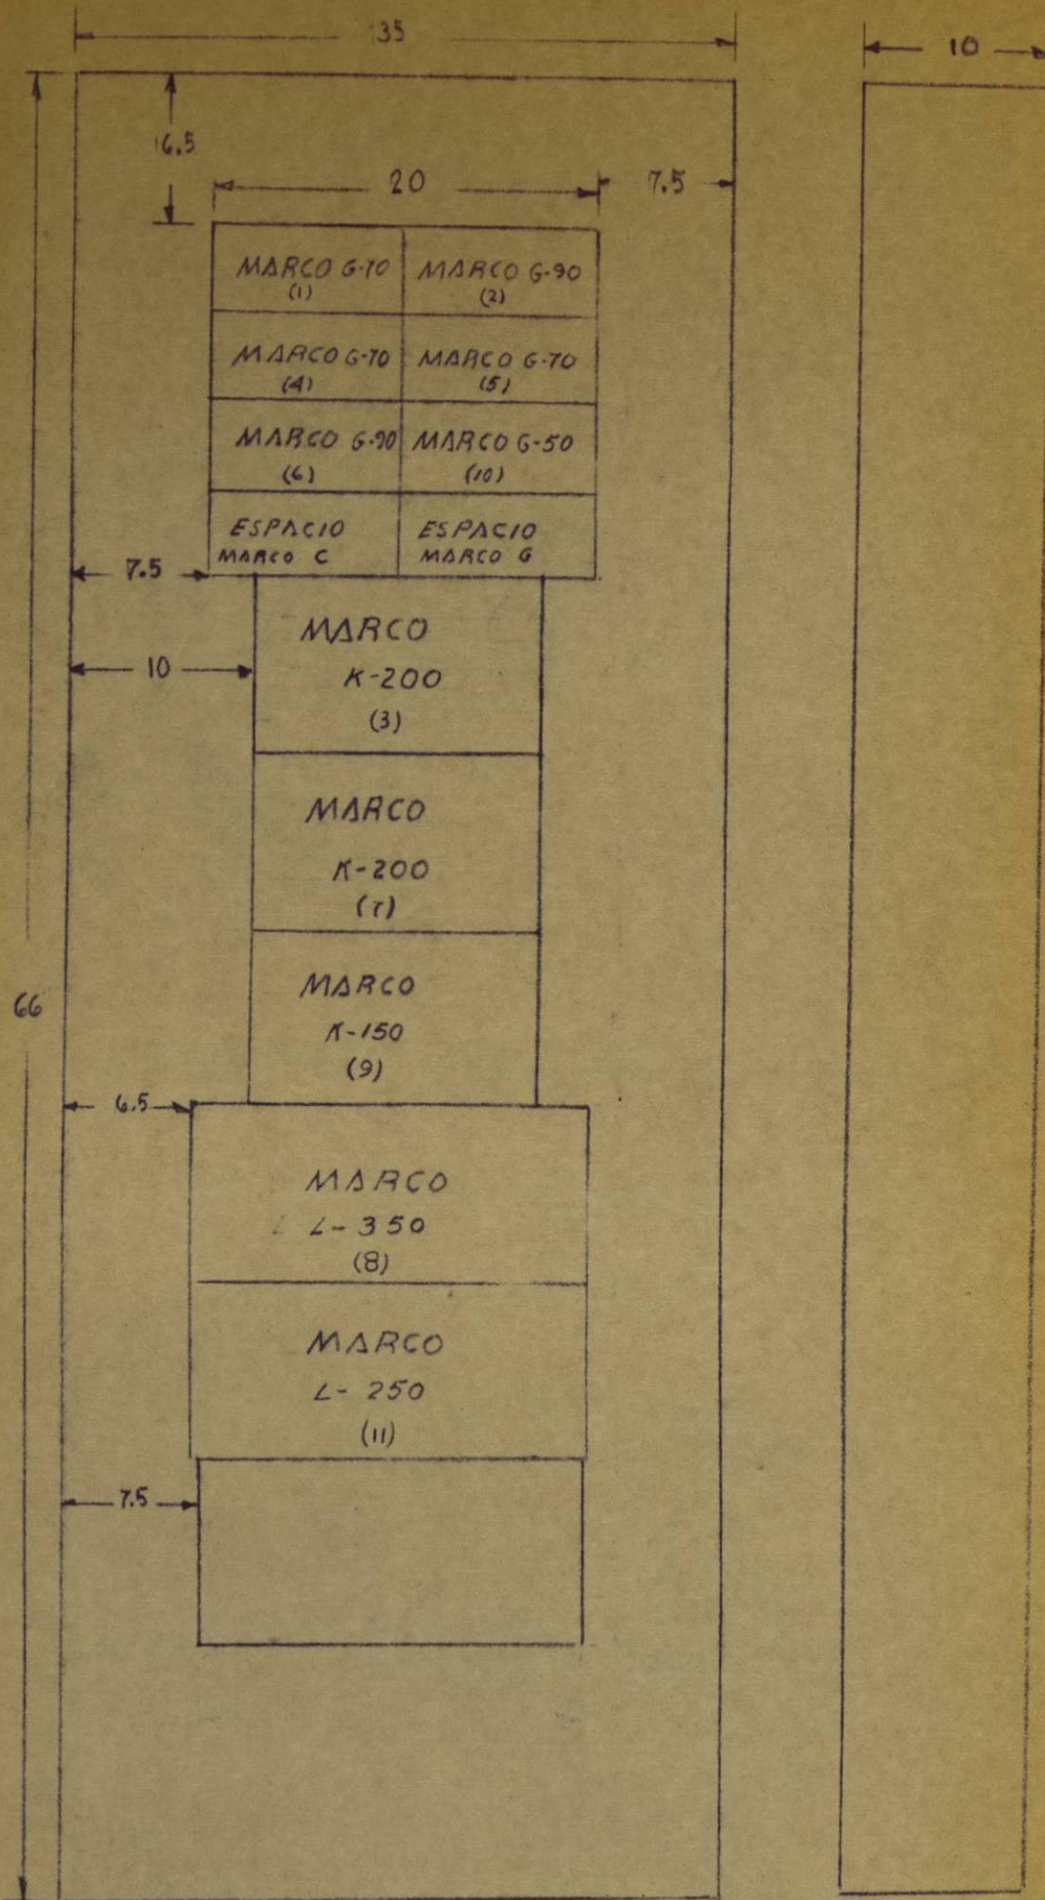 35
10
6.5
20
7.5
MARCO G-70
(1)
MARCO G-90
(2)
MARCO G-70
(4)
MARCO G-70
(5)
MARCO G-90
(6)
MARCO G-50
(10)
ESPACIO
MARCO C
ESPACIO
MARCO G
7.5
MARCO
K-200
(3)
10
MARCO
K-200
(7)
MARCO
K-150
(9)
66
6.5
MARCO
L-350
(8)
MARCO
L-250
(11)
7.5